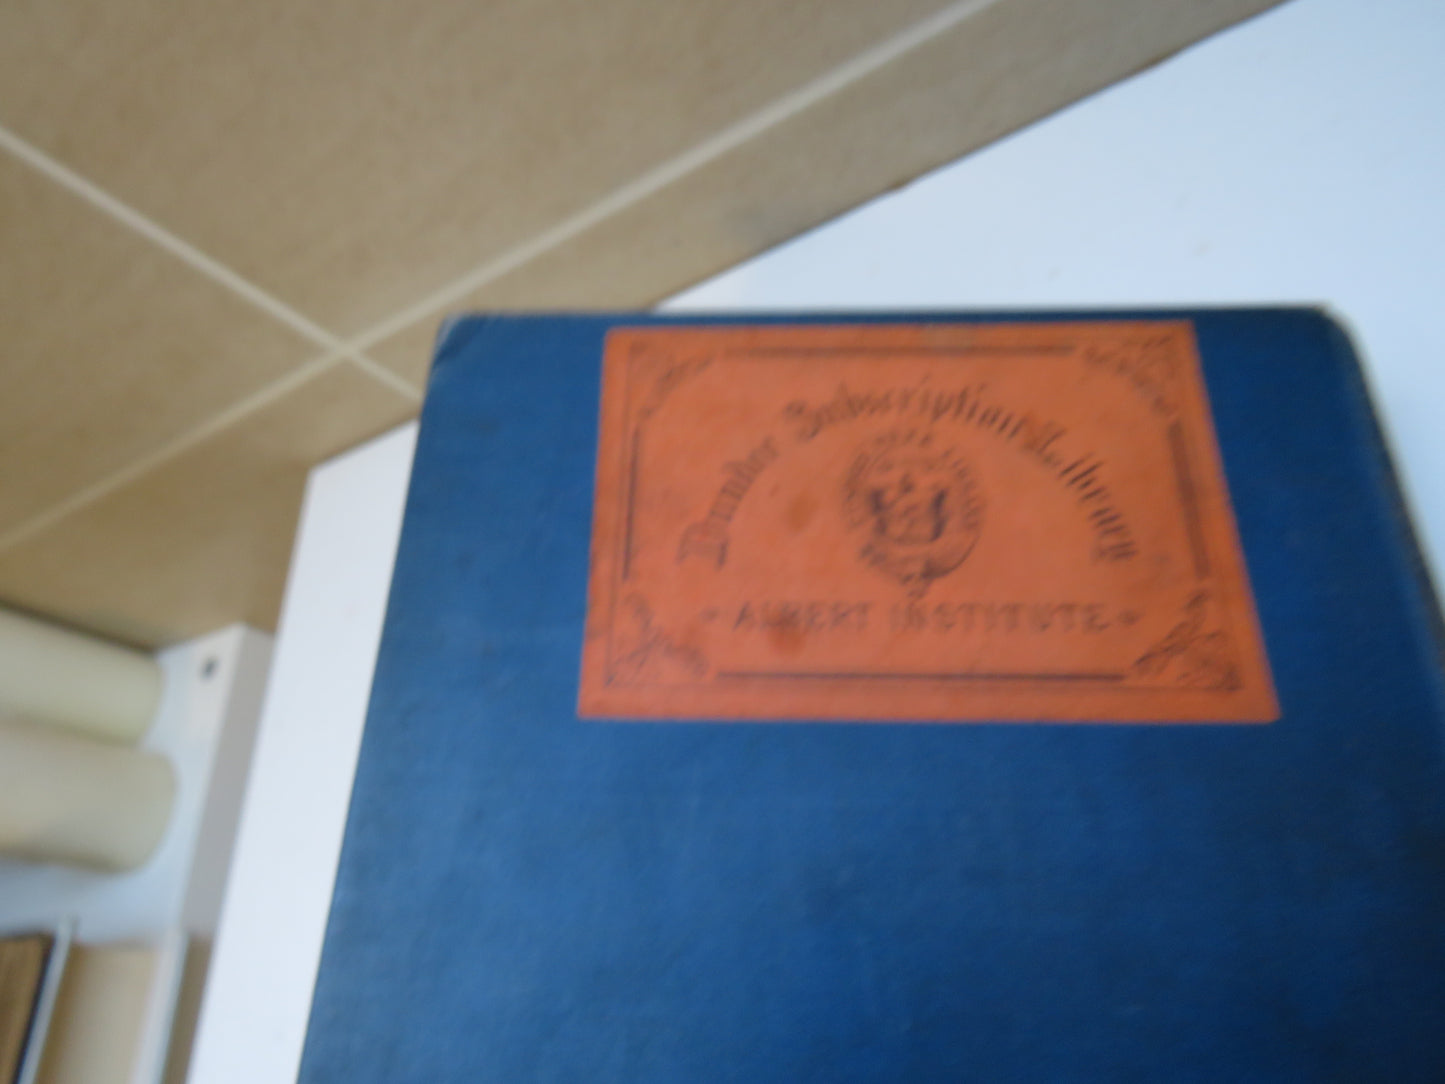 Dundee Subscription Library
ALBERT INSTITUTE